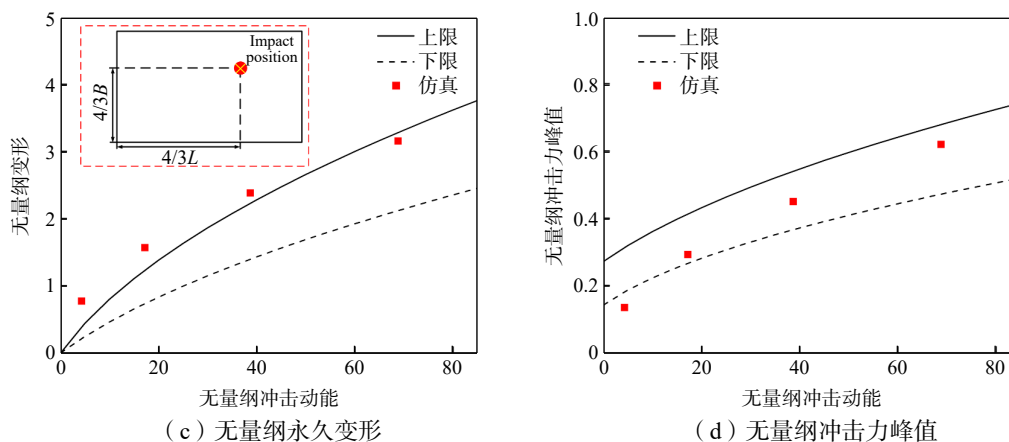 5
4
3
2
1
0
无量纲变形
Impact
position
4/3B
4/3L
上限
下限
仿真
0
20
40
60
80
无量纲冲击动能
(c)无量纲永久变形
1.0
0.8
0.6
0.4
0.2
0
无量纲冲击力峰值
上限
下限
仿真
0
20
40
60
80
无量纲冲击动能
(d)无量纲冲击力峰值